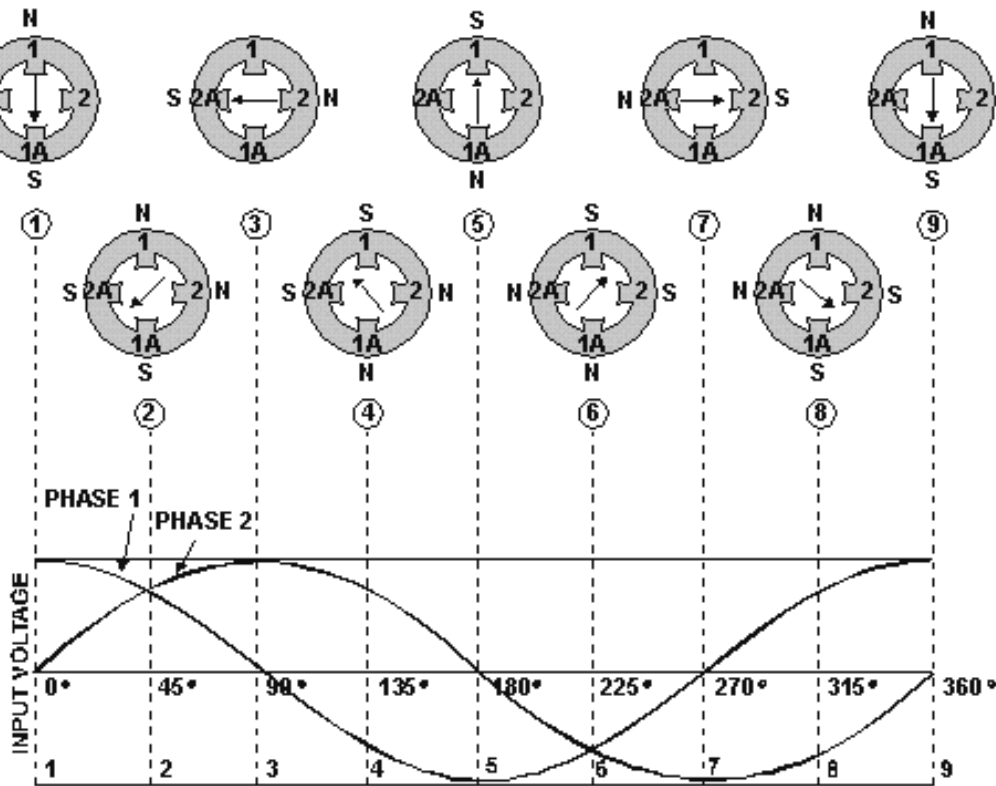 N S N
1 1 1 1 1
S 2A 2 N 2A 2 N 2A 2 S 2A 2
2
1A 1A 1A 1A 1A
S N S
1 3 5 7 9
N S S N
1 1 1 1
S 2A 2 N S 2A 2 N N 2A 2 S N 2A 2 S
1A 1A 1A 1A
S N N S
2 4 6 8
PHASE 1
PHASE 2
INPUT VOLTAGE
0° 45° 90° 135° 180° 225° 270° 315° 360°
1 2 3 4 5 6 7 8 9